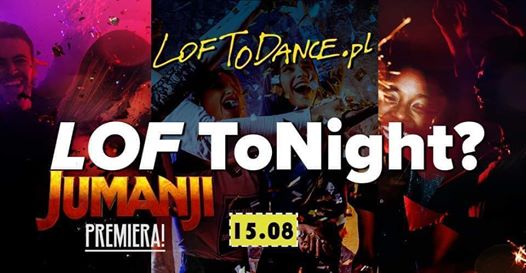 LOFTODANCE.PL
LOF ToNight?
JUMANJI
PREMIERA!
15.08